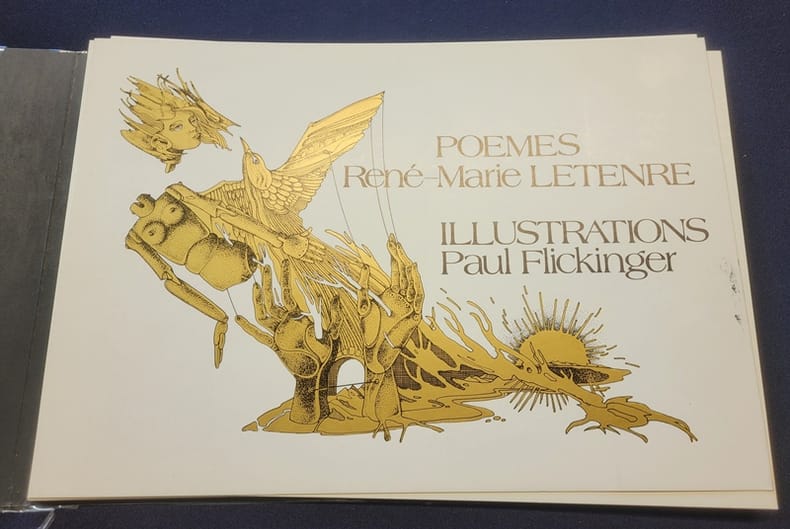 POEMES
René-Marie LETENRE
ILLUSTRATIONS
Paul Flickinger